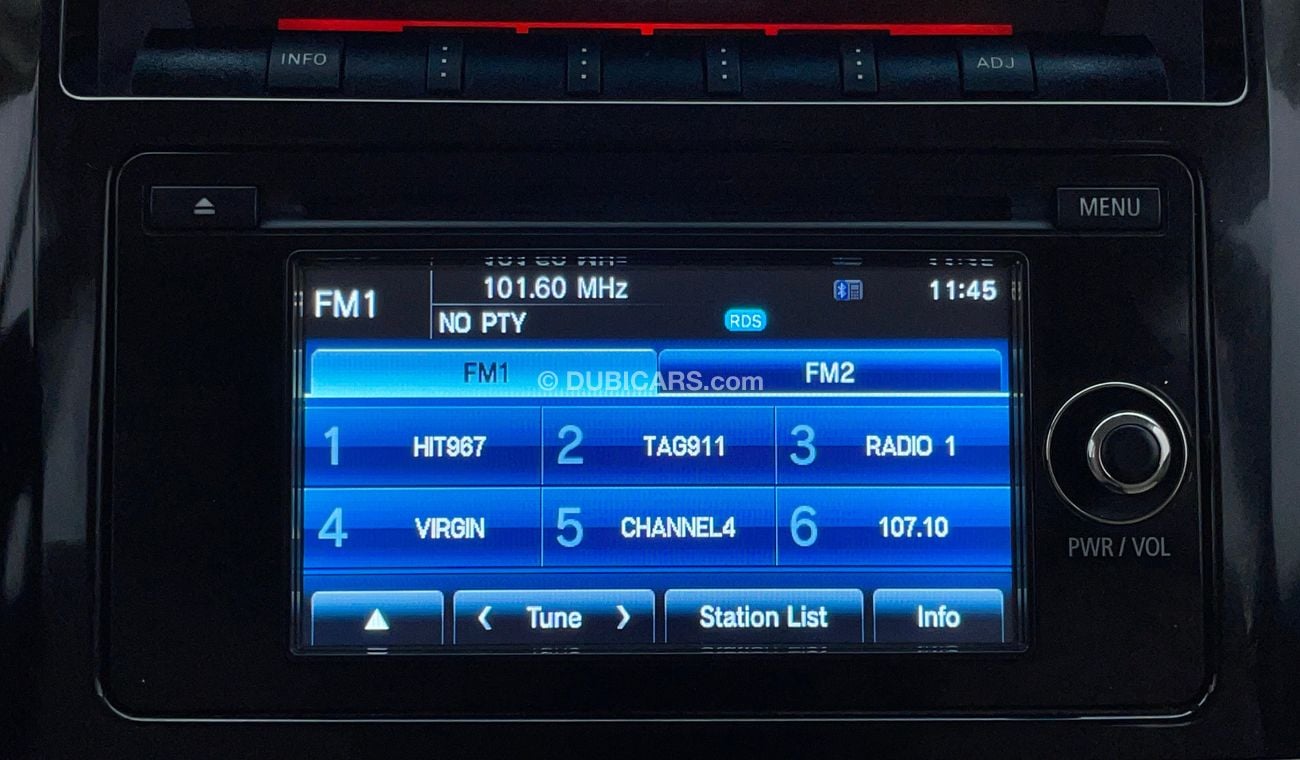 INFO ADJ
MENU
FM1 101.60 MHz 11:45
NO PTY RDS
FM1 FM2
© DUBICARS.com
1 HIT967 2 TAG911 3 RADIO 1
4 VIRGIN 5 CHANNEL4 6 107.10
PWR / VOL
< Tune > Station List Info